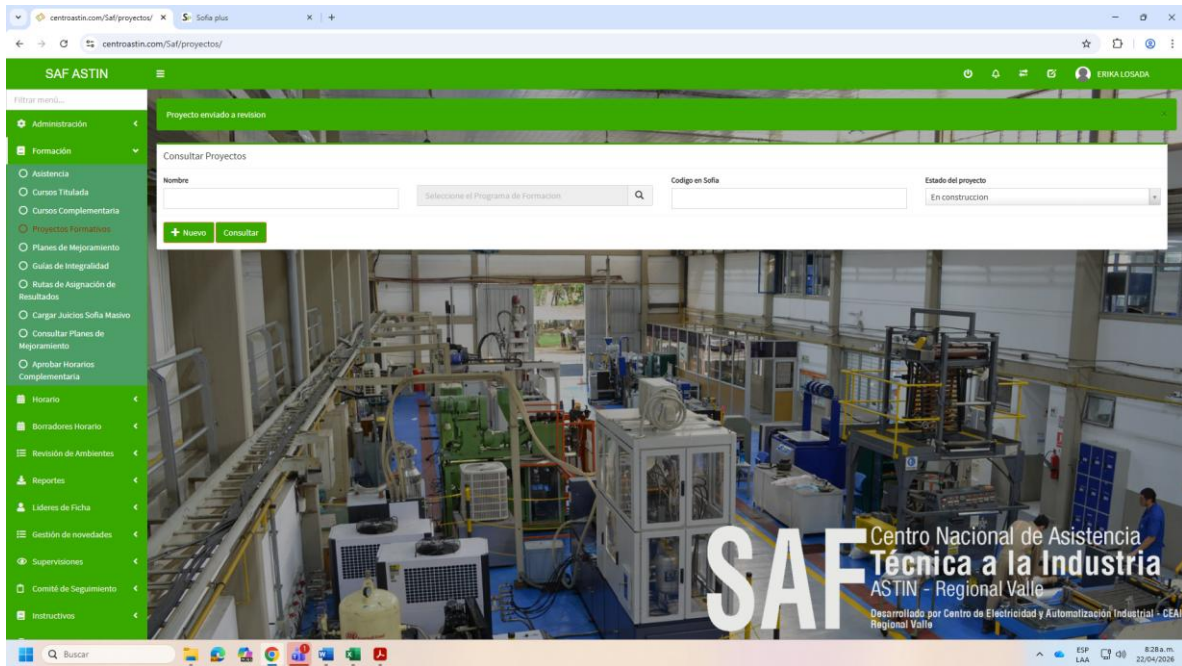 centroastin.com/Saf/proyectos/
Sofia plus
centroastin.com/Saf/proyectos/
SAF ASTIN
ERIKA LOSADA
Filtrar menú...
Administración
Formación
Asistencia
Cursos Titulada
Cursos Complementaria
Proyectos Formativos
Planes de Mejoramiento
Guías de Integralidad
Rutas de Asignación de
Resultados
Cargar Juicios Sofia Masivo
Consultar Planes de
Mejoramiento
Aprobar Horarios
Complementaria
Horario
Borradores Horario
Revisión de Ambientes
Reportes
Lideres de Ficha
Gestión de novedades
Supervisiones
Comité de Seguimiento
Instructivos
Proyecto enviado a revision
Consultar Proyectos
Nombre
Seleccione el Programa de Formacion
Codigo en Sofia
Estado del proyecto
En construccion
Nuevo
Consultar
SAF
Centro Nacional de Asistencia
Técnica a la Industria
ASTIN - Regional Valle
Desarrollado por Centro de Electricidad y Automatización Industrial - CEAI
Regional Valle
Buscar
ESP
LAA
8:28 a.m.
22/04/2026